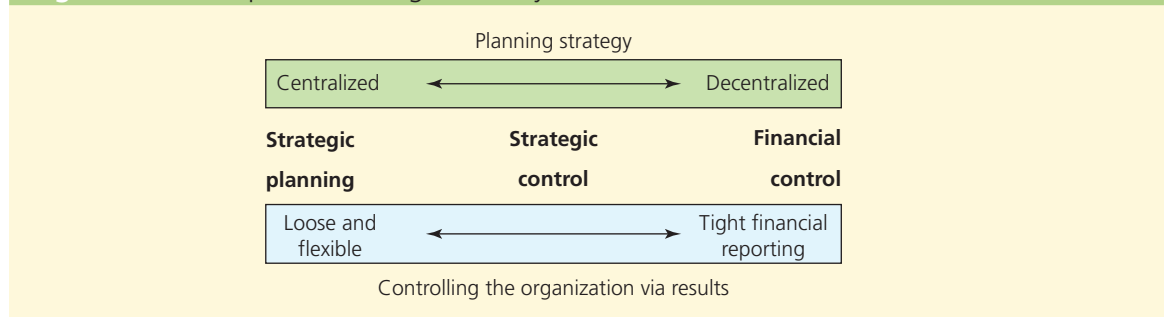 Planning strategy
Centralized Decentralized
Strategic Strategic Financial
planning control control
Loose and Tight financial
flexible reporting
Controlling the organization via results